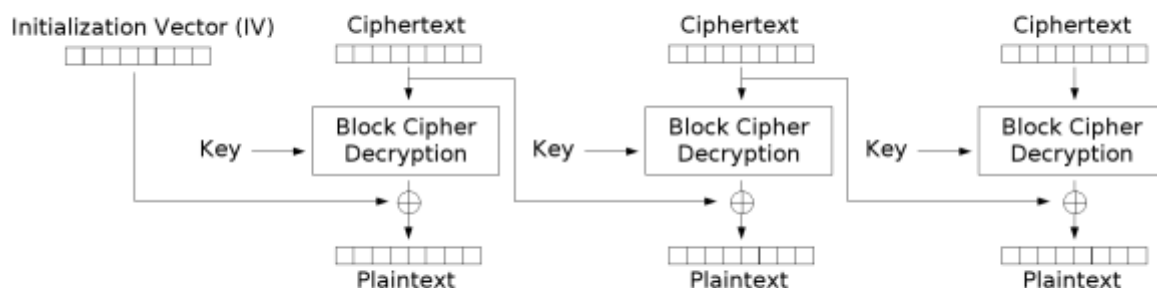 Initialization Vector (IV)
Ciphertext
Ciphertext
Ciphertext
Key
Block Cipher
Decryption
Key
Block Cipher
Decryption
Key
Block Cipher
Decryption
Plaintext
Plaintext
Plaintext